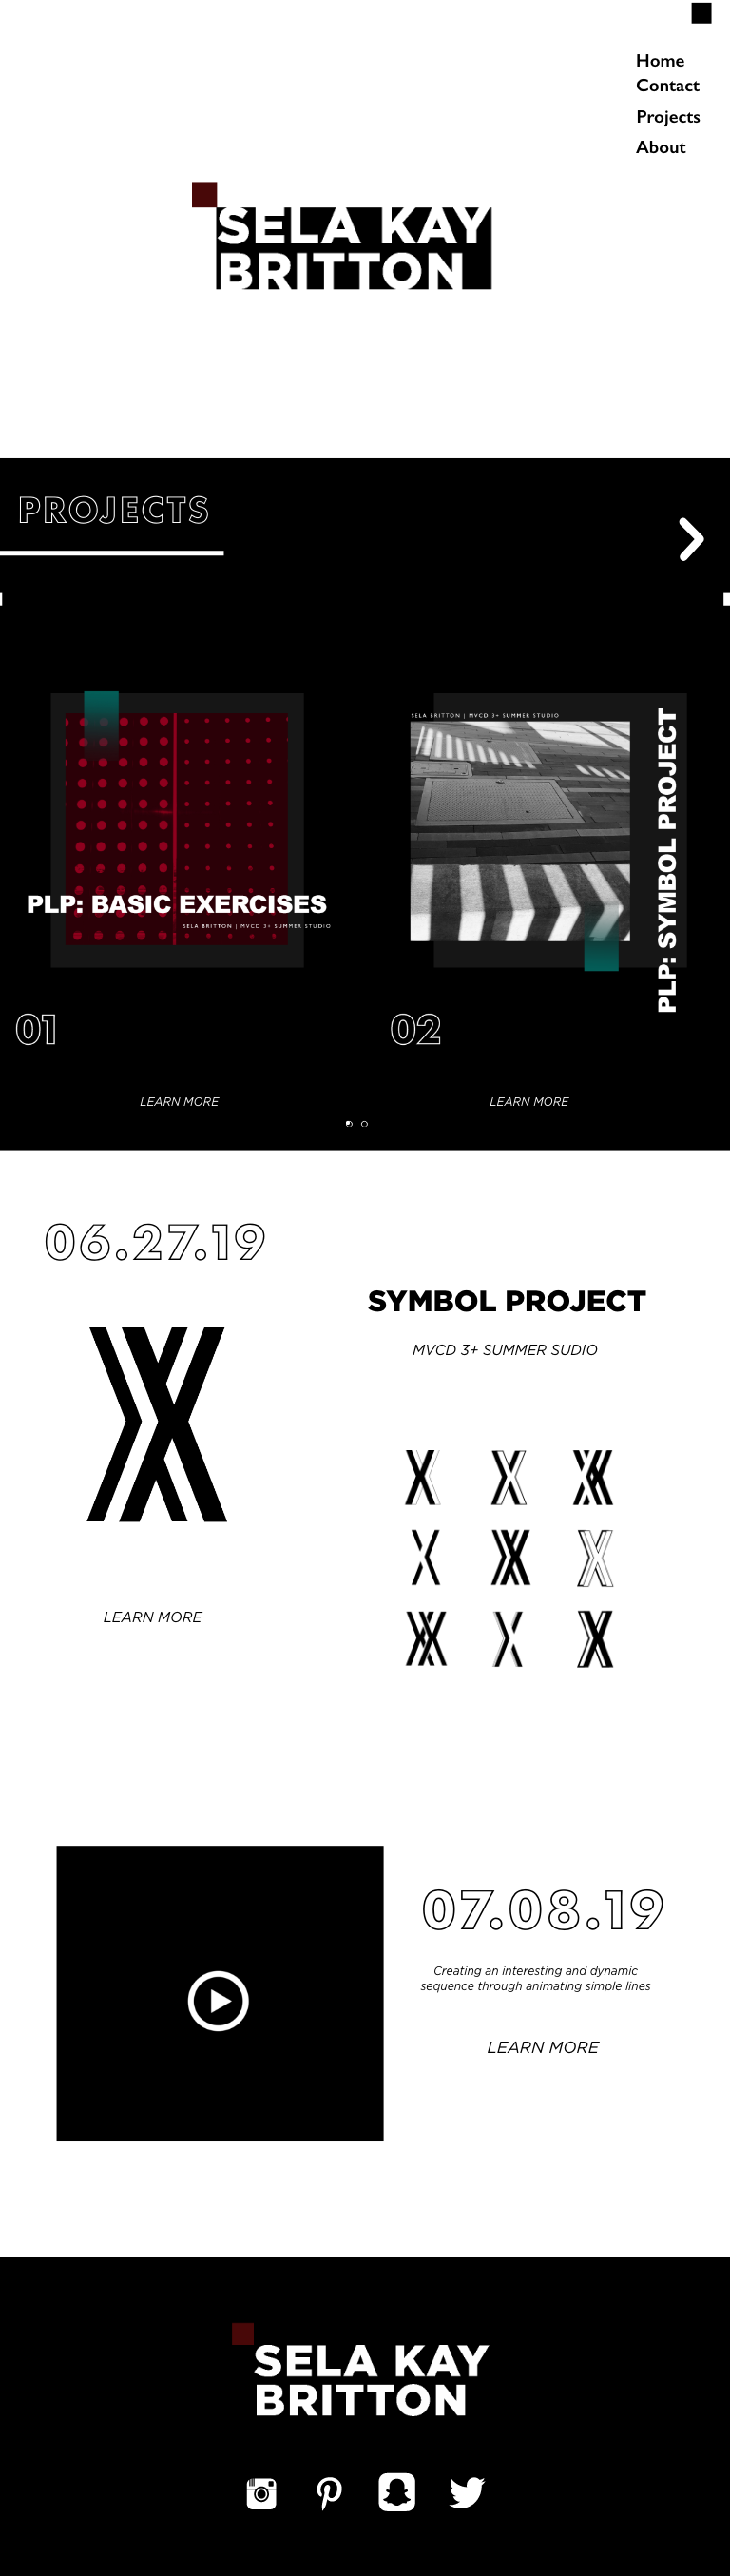 Home
Contact
Projects
About
SELA KAY
BRITTON
PROJECTS
SELA BRITTON | MVCD 3+ SUMMER STUDIO
PLP: SYMBOL PROJECT
PLP: BASIC EXERCISES
SELA BRITTON | MVCD 3+ SUMMER STUDIO
01
02
LEARN MORE
LEARN MORE
06.27.19
SYMBOL PROJECT
MVCD 3+ SUMMER SUDIO
LEARN MORE
07.08.19
Creating an interesting and dynamic
sequence through animating simple lines
LEARN MORE
SELA KAY
BRITTON